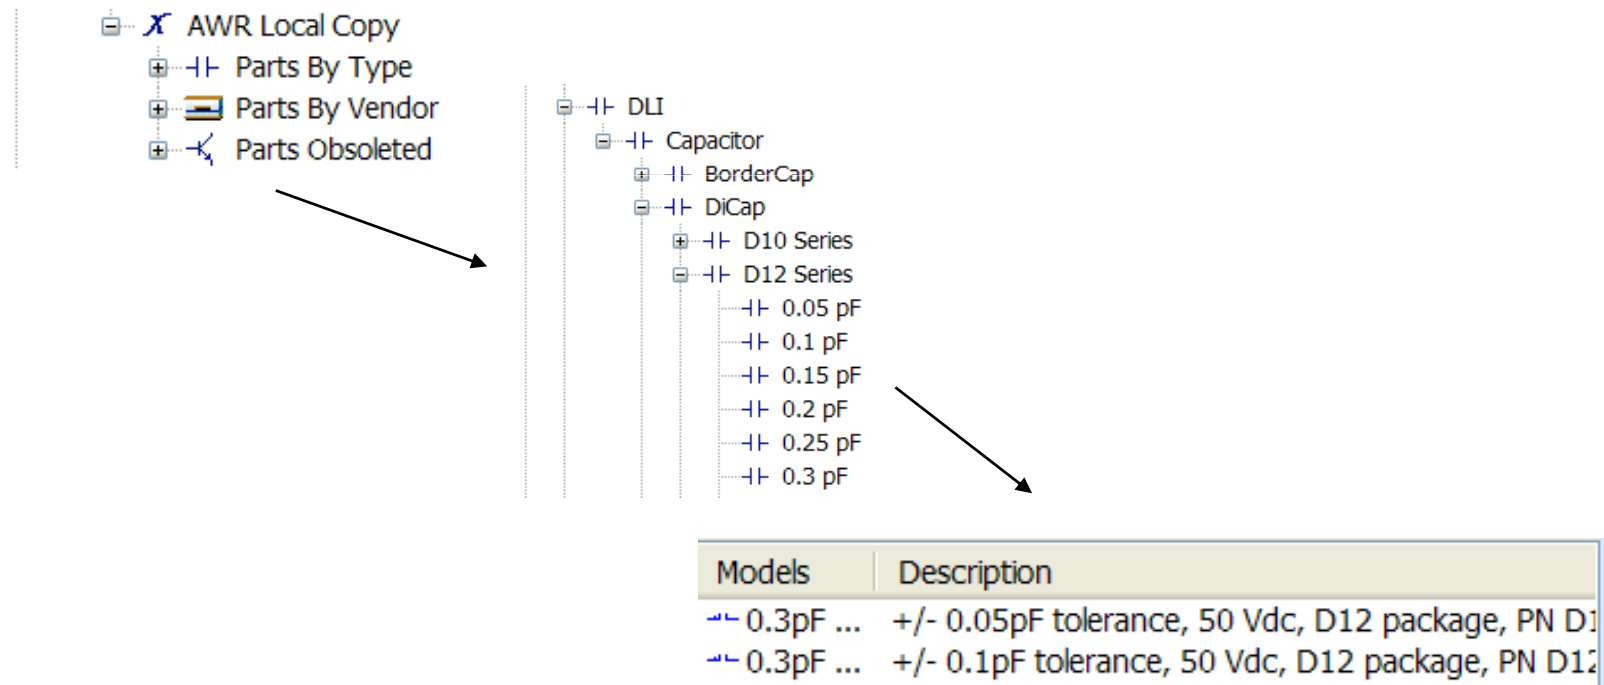 AWR Local Copy
Parts By Type
Parts By Vendor
Parts Obsoleted
DLI
Capacitor
BorderCap
DiCap
D10 Series
D12 Series
0.05 pF
0.1 pF
0.15 pF
0.2 pF
0.25 pF
0.3 pF
Models Description
0.3pF ... +/- 0.05pF tolerance, 50 Vdc, D12 package, PN D1
0.3pF ... +/- 0.1pF tolerance, 50 Vdc, D12 package, PN D12